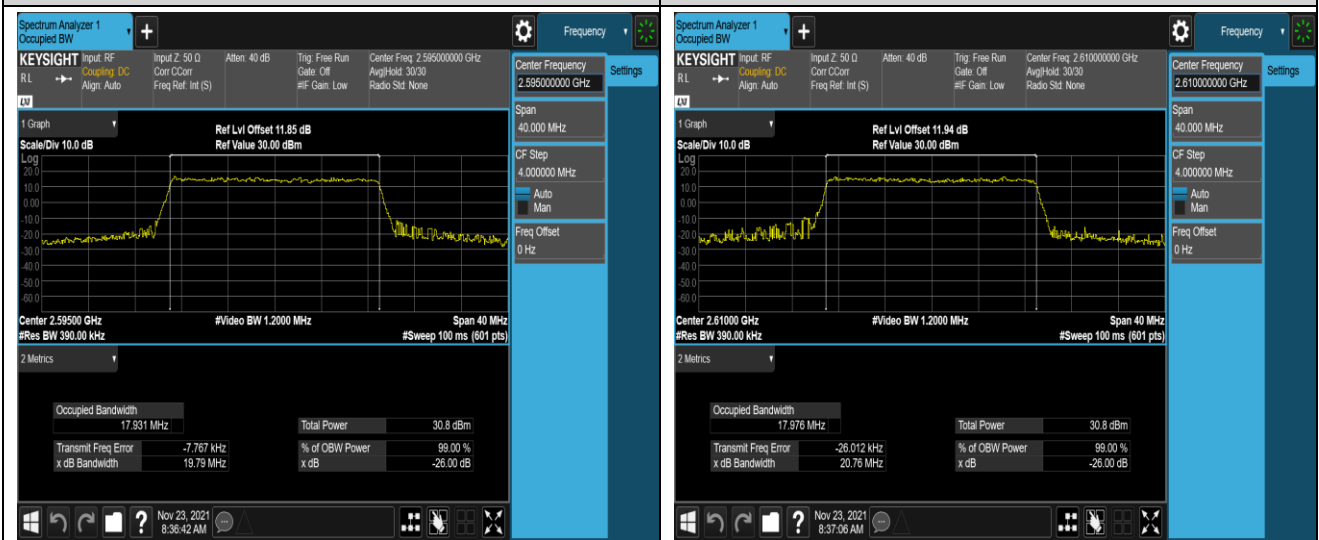 Spectrum Analyzer 1
Occupied BW
+
Frequency
KEYSIGHT
R L
LXI
Input: RF
Coupling: DC
Align: Auto
Input Z: 50 Ω
Corr CCorr
Freq Ref: Int (S)
Atten: 40 dB
Trig: Free Run
Gate: Off
#IF Gain: Low
Center Freq: 2.595000000 GHz
Avg|Hold: 30/30
Radio Std: None
Center Frequency
2.595000000 GHz
Settings
Span
40.000 MHz
CF Step
4.000000 MHz
Auto
Man
Freq Offset
0 Hz
1 Graph
Ref Lvl Offset 11.85 dB
Scale/Div 10.0 dB
Ref Value 30.00 dBm
Log
20.0
10.0
0.00
-10.0
-20.0
-30.0
-40.0
-50.0
-60.0
Center 2.59500 GHz
#Video BW 1.2000 MHz
Span 40 MHz
#Res BW 390.00 kHz
#Sweep 100 ms (601 pts)
2 Metrics
Occupied Bandwidth
17.931 MHz
Total Power 30.8 dBm
Transmit Freq Error -7.767 kHz
% of OBW Power 99.00 %
x dB Bandwidth 19.79 MHz
x dB -26.00 dB
?
Nov 23, 2021
8:36:42 AM
Spectrum Analyzer 1
Occupied BW
+
Frequency
KEYSIGHT
R L
LXI
Input: RF
Coupling: DC
Align: Auto
Input Z: 50 Ω
Corr CCorr
Freq Ref: Int (S)
Atten: 40 dB
Trig: Free Run
Gate: Off
#IF Gain: Low
Center Freq: 2.610000000 GHz
Avg|Hold: 30/30
Radio Std: None
Center Frequency
2.610000000 GHz
Settings
Span
40.000 MHz
CF Step
4.000000 MHz
Auto
Man
Freq Offset
0 Hz
1 Graph
Ref Lvl Offset 11.94 dB
Scale/Div 10.0 dB
Ref Value 30.00 dBm
Log
20.0
10.0
0.00
-10.0
-20.0
-30.0
-40.0
-50.0
-60.0
Center 2.61000 GHz
#Video BW 1.2000 MHz
Span 40 MHz
#Res BW 390.00 kHz
#Sweep 100 ms (601 pts)
2 Metrics
Occupied Bandwidth
17.976 MHz
Total Power 30.8 dBm
Transmit Freq Error -26.012 kHz
% of OBW Power 99.00 %
x dB Bandwidth 20.76 MHz
x dB -26.00 dB
?
Nov 23, 2021
8:37:06 AM